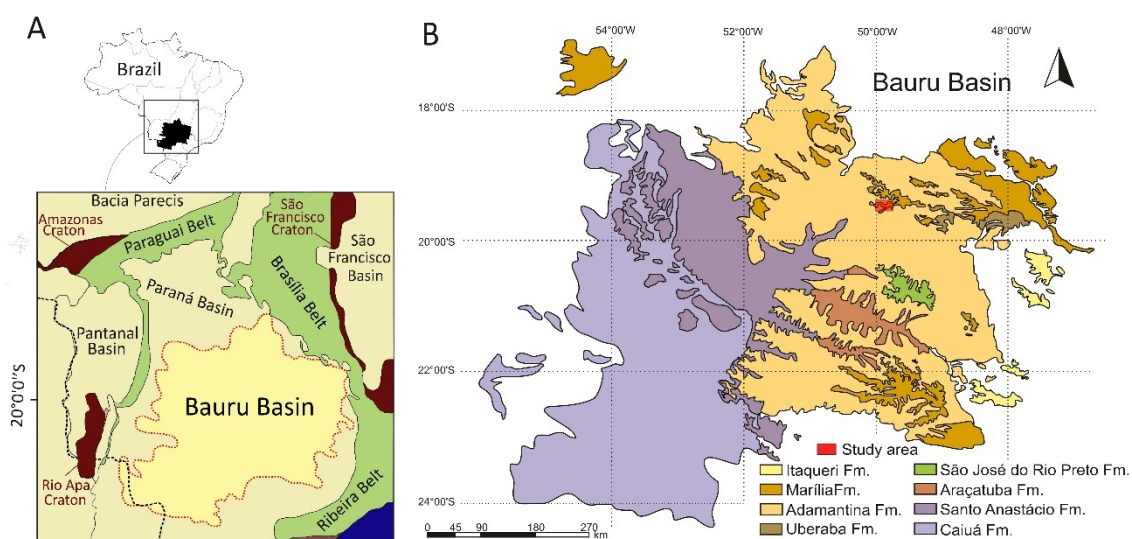 A
Brazil
Bacia Parecis
Amazonas
Craton
Paraguai Belt
São
Francisco
Craton
São
Francisco
Basin
Brasília Belt
Paraná Basin
Pantanal
Basin
20°0'0"S
Bauru Basin
Rio Apa
Craton
Ribeira Belt
B
54°00'W
52°00'W
50°00'W
48°00'W
Bauru Basin
18°00'S
20°00'S
22°00'S
24°00'S
Study area
Itaqueri Fm.
MaríliaFm.
Adamantina Fm.
Uberaba Fm.
São José do Rio Preto Fm.
Araçatuba Fm.
Santo Anastácio Fm.
Caiuá Fm.
0 45 90 180 270
km